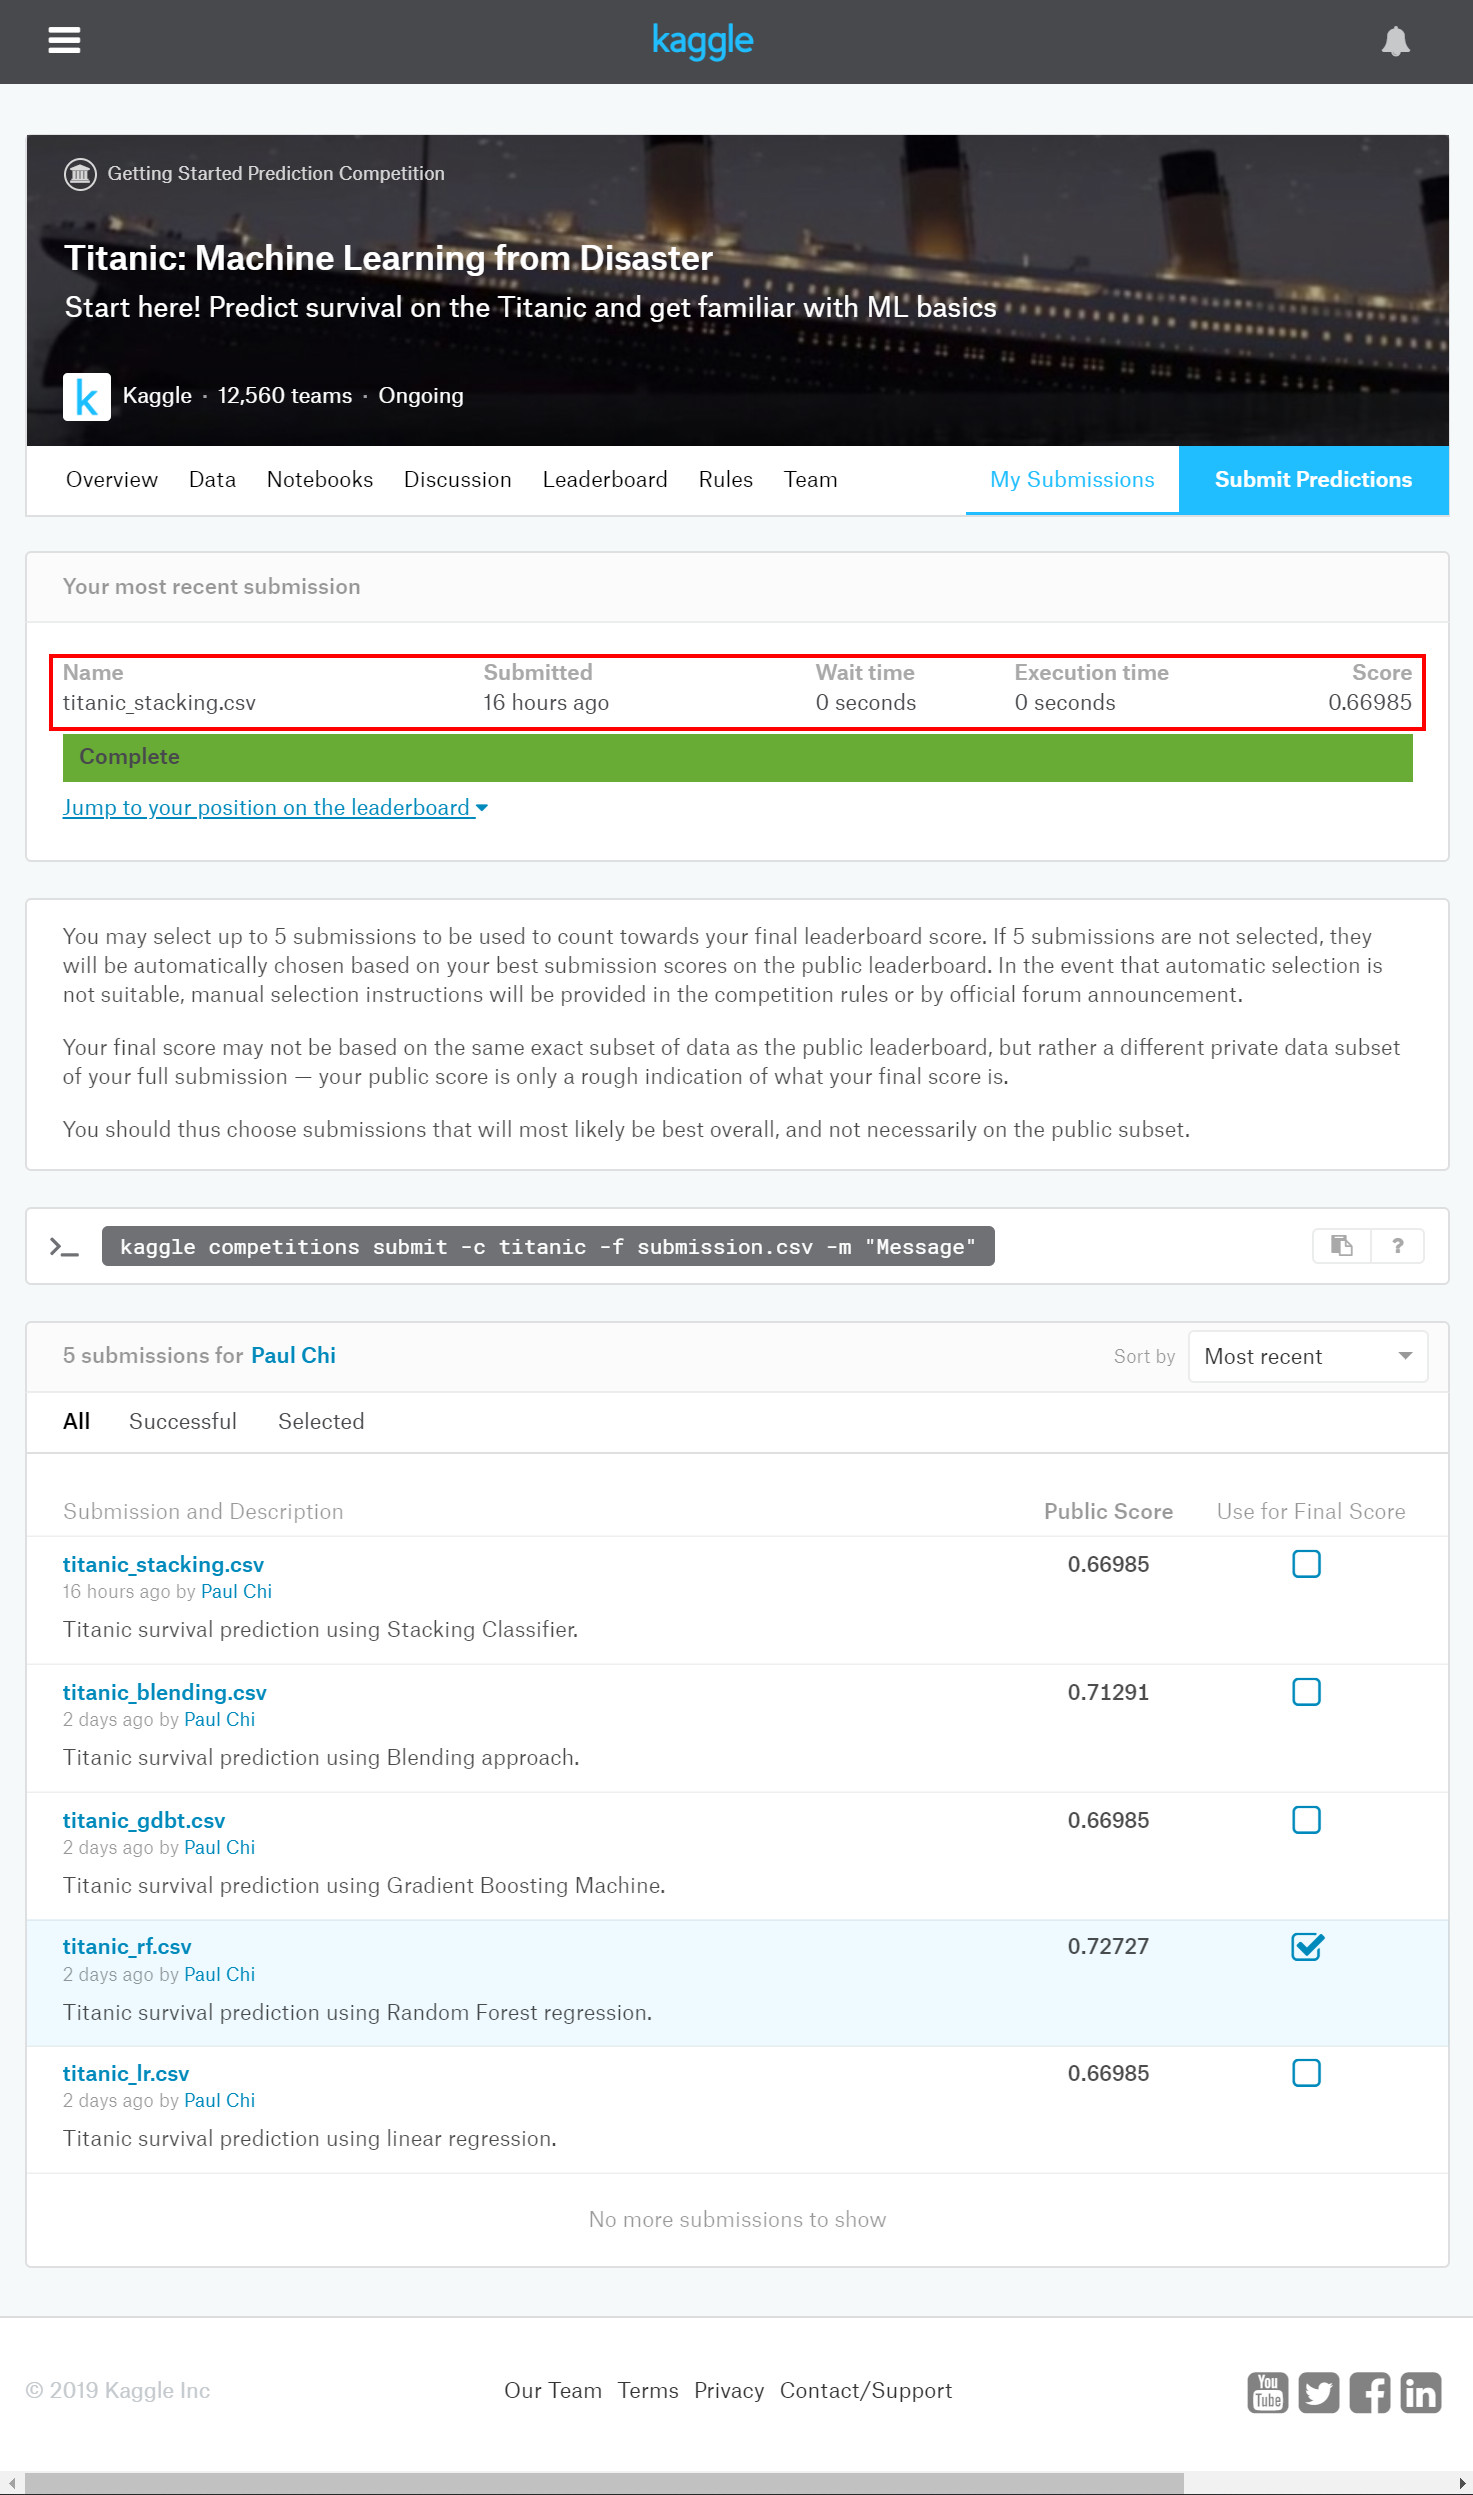 kaggle
Getting Started Prediction Competition
Titanic: Machine Learning from Disaster
Start here! Predict survival on the Titanic and get familiar with ML basics
k Kaggle · 12,560 teams · Ongoing
Overview Data Notebooks Discussion Leaderboard Rules Team My Submissions Submit Predictions
Your most recent submission
Name Submitted Wait time Execution time Score
titanic_stacking.csv 16 hours ago 0 seconds 0 seconds 0.66985
Complete
Jump to your position on the leaderboard
You may select up to 5 submissions to be used to count towards your final leaderboard score. If 5 submissions are not selected, they
will be automatically chosen based on your best submission scores on the public leaderboard. In the event that automatic selection is
not suitable, manual selection instructions will be provided in the competition rules or by official forum announcement.
Your final score may not be based on the same exact subset of data as the public leaderboard, but rather a different private data subset
of your full submission — your public score is only a rough indication of what your final score is.
You should thus choose submissions that will most likely be best overall, and not necessarily on the public subset.
>_ kaggle competitions submit -c titanic -f submission.csv -m "Message" ?
5 submissions for Paul Chi Sort by Most recent
All Successful Selected
Submission and Description Public Score Use for Final Score
titanic_stacking.csv 0.66985
16 hours ago by Paul Chi
Titanic survival prediction using Stacking Classifier.
titanic_blending.csv 0.71291
2 days ago by Paul Chi
Titanic survival prediction using Blending approach.
titanic_gdbt.csv 0.66985
2 days ago by Paul Chi
Titanic survival prediction using Gradient Boosting Machine.
titanic_rf.csv 0.72727
2 days ago by Paul Chi
Titanic survival prediction using Random Forest regression.
titanic_lr.csv 0.66985
2 days ago by Paul Chi
Titanic survival prediction using linear regression.
No more submissions to show
© 2019 Kaggle Inc Our Team Terms Privacy Contact/Support You Tube f in